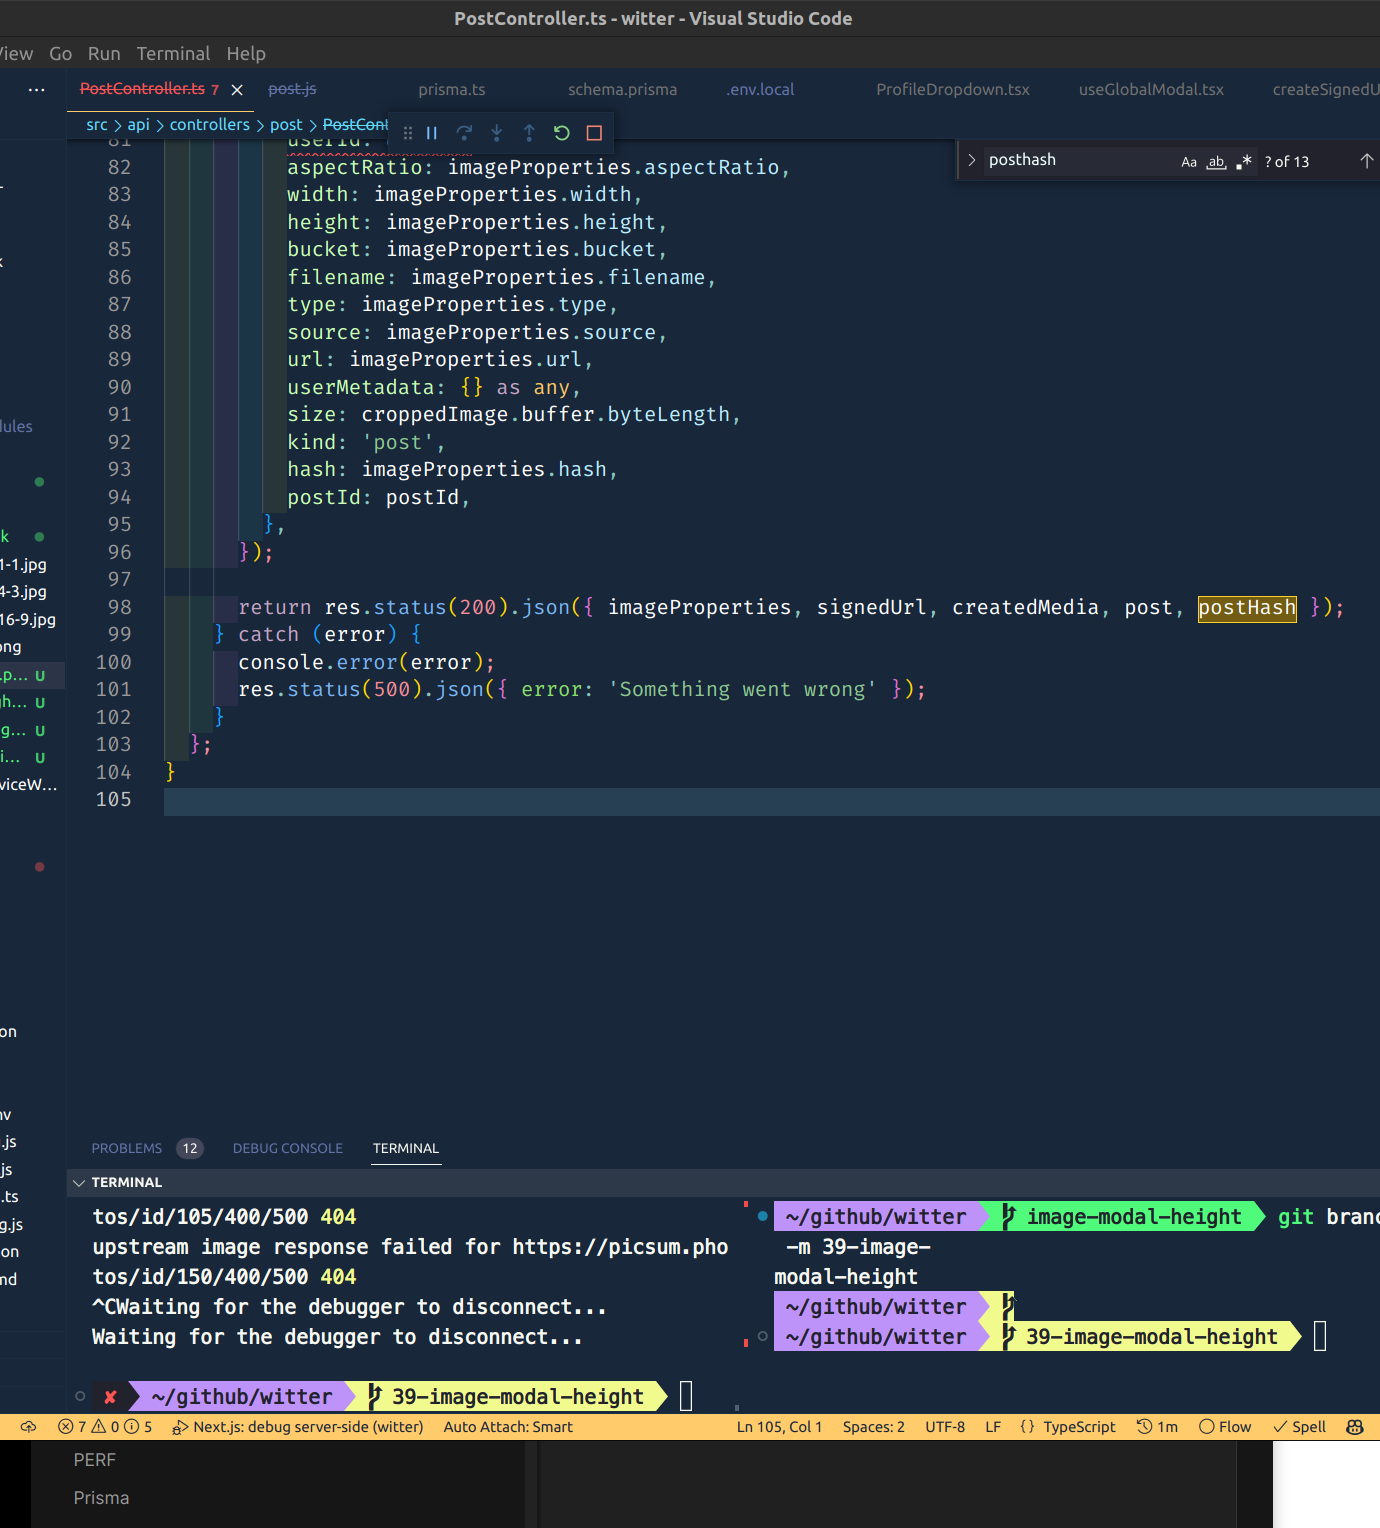 PostController.ts - witter - Visual Studio Code
View Go Run Terminal Help
PostController.ts 7 post.js prisma.ts schema.prisma .env.local ProfileDropdown.tsx useGlobalModal.tsx createSignedU
src > api > controllers > post > PostCont
posthash Aa ab .* ? of 13
81 userId:
82 aspectRatio: imageProperties.aspectRatio,
83 width: imageProperties.width,
84 height: imageProperties.height,
85 bucket: imageProperties.bucket,
86 filename: imageProperties.filename,
87 type: imageProperties.type,
88 source: imageProperties.source,
89 url: imageProperties.url,
90 userMetadata: {} as any,
91 size: croppedImage.buffer.byteLength,
92 kind: 'post',
93 hash: imageProperties.hash,
94 postId: postId,
95 },
96 });
97
98 return res.status(200).json({ imageProperties, signedUrl, createdMedia, post, postHash });
99 } catch (error) {
100 console.error(error);
101 res.status(500).json({ error: 'Something went wrong' });
102 }
103 };
104 }
105
dules
k
1-1.jpg
4-3.jpg
16-9.jpg
ong
.p... U
gh... U
g... U
i... U
viceW...
on
nv
.js
js
.ts
g.js
on
md
PROBLEMS 12 DEBUG CONSOLE TERMINAL
TERMINAL
tos/id/105/400/500 404
upstream image response failed for https://picsum.pho
tos/id/150/400/500 404
^CWaiting for the debugger to disconnect...
Waiting for the debugger to disconnect...
✘ ~/github/witter 39-image-modal-height
~/github/witter image-modal-height git branc
-m 39-image-
modal-height
~/github/witter
~/github/witter 39-image-modal-height
7 0 5 Next.js: debug server-side (witter) Auto Attach: Smart Ln 105, Col 1 Spaces: 2 UTF-8 LF {} TypeScript 1m Flow Spell
PERF
Prisma